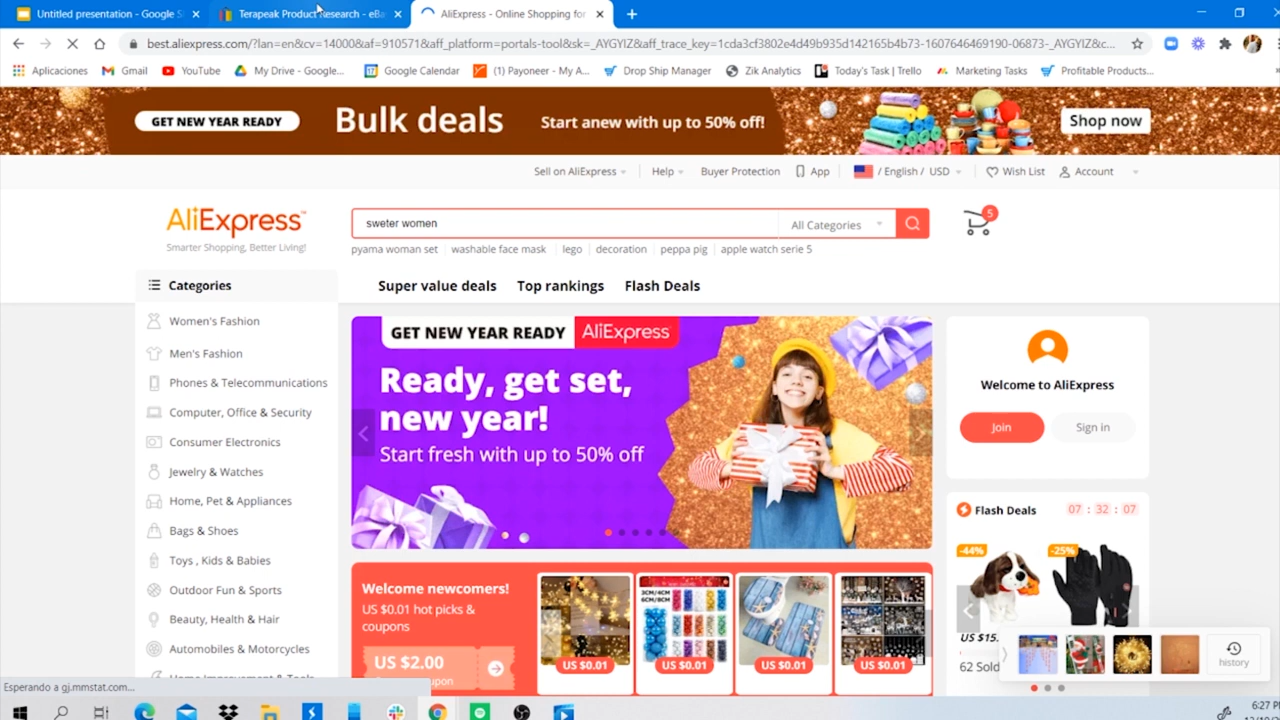 Untitled presentation - Google S
Terapeak Product Research - eBa
AliExpress - Online Shopping for
best.aliexpress.com/?lan=en&cv=14000&af=910571&aff_platform=portals-tool&sk=_AYGYIZ&aff_trace_key=1cda3cf3802e4d49b935d142165b4b73-1607646469190-06873-_AYGYIZ&c...
Aplicaciones
Gmail
YouTube
My Drive - Google...
Google Calendar
(1) Payoneer - My A...
Drop Ship Manager
Zik Analytics
Today's Task | Trello
Marketing Tasks
Profitable Products...
GET NEW YEAR READY
Bulk deals
Start anew with up to 50% off!
Shop now
Sell on AliExpress
Help
Buyer Protection
App
/ English / USD
Wish List
Account
AliExpress™
Smarter Shopping, Better Living!
sweter women
All Categories
5
pyama woman set
washable face mask
lego
decoration
peppa pig
apple watch serie 5
Categories
Super value deals
Top rankings
Flash Deals
Women's Fashion
Men's Fashion
Phones & Telecommunications
Computer, Office & Security
Consumer Electronics
Jewelry & Watches
Home, Pet & Appliances
Bags & Shoes
Toys , Kids & Babies
Outdoor Fun & Sports
Beauty, Health & Hair
Automobiles & Motorcycles
GET NEW YEAR READY
AliExpress
Ready, get set,
new year!
Start fresh with up to 50% off
Welcome to AliExpress
Join
Sign in
Flash Deals
07 : 32 : 07
-44%
-25%
US $15.
62 Sold
history
Welcome newcomers!
US $0.01 hot picks &
coupons
US $2.00
US $0.01
3CM/4CM
6CM/8CM
US $0.01
US $0.01
US $0.01
Esperando a gj.mmstat.com...
6:27 P